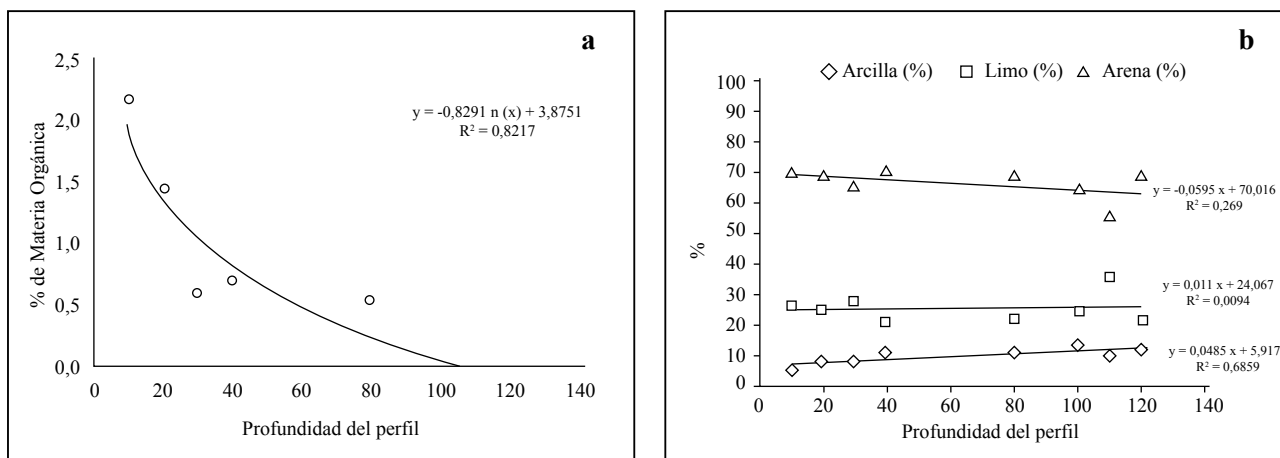 a
2,5
2,0
1,5
1,0
0,5
0,0
% de Materia Orgánica
y = -0,8291 n (x) + 3,8751
R² = 0,8217
0 20 40 60 80 100 120 140
Profundidad del perfil
b
Arcilla (%) Limo (%) Arena (%)
100
90
80
70
60
50
40
30
20
10
0
%
y = -0,0595 x + 70,016
R² = 0,269
y = 0,011 x + 24,067
R² = 0,0094
y = 0,0485 x + 5,917
R² = 0,6859
0 20 40 60 80 100 120 140
Profundidad del perfil